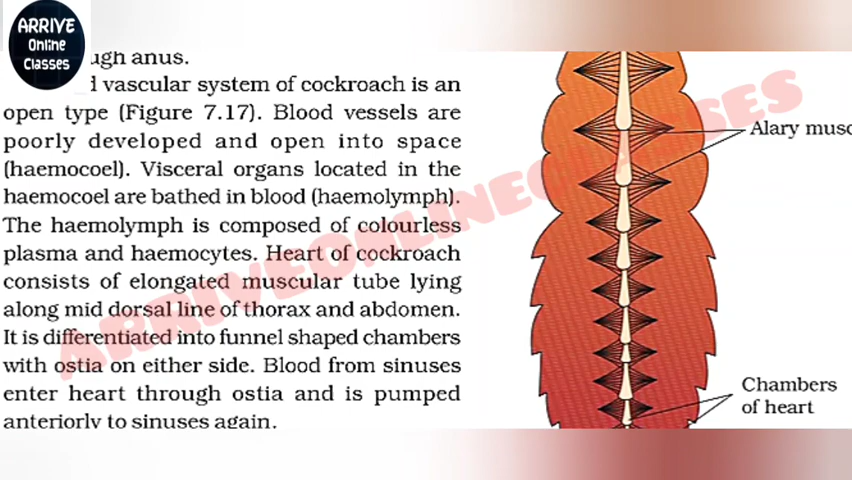 ARRIVE
Online
Classes
ugh anus.
d vascular system of cockroach is an
open type (Figure 7.17). Blood vessels are
poorly developed and open into space
(haemocoel). Visceral organs located in the
haemocoel are bathed in blood (haemolymph).
The haemolymph is composed of colourless
plasma and haemocytes. Heart of cockroach
consists of elongated muscular tube lying
along mid dorsal line of thorax and abdomen.
It is differentiated into funnel shaped chambers
with ostia on either side. Blood from sinuses
enter heart through ostia and is pumped
anteriorly to sinuses again.
Alary musc
Chambers
of heart
ARRIVEONLINECLASSES